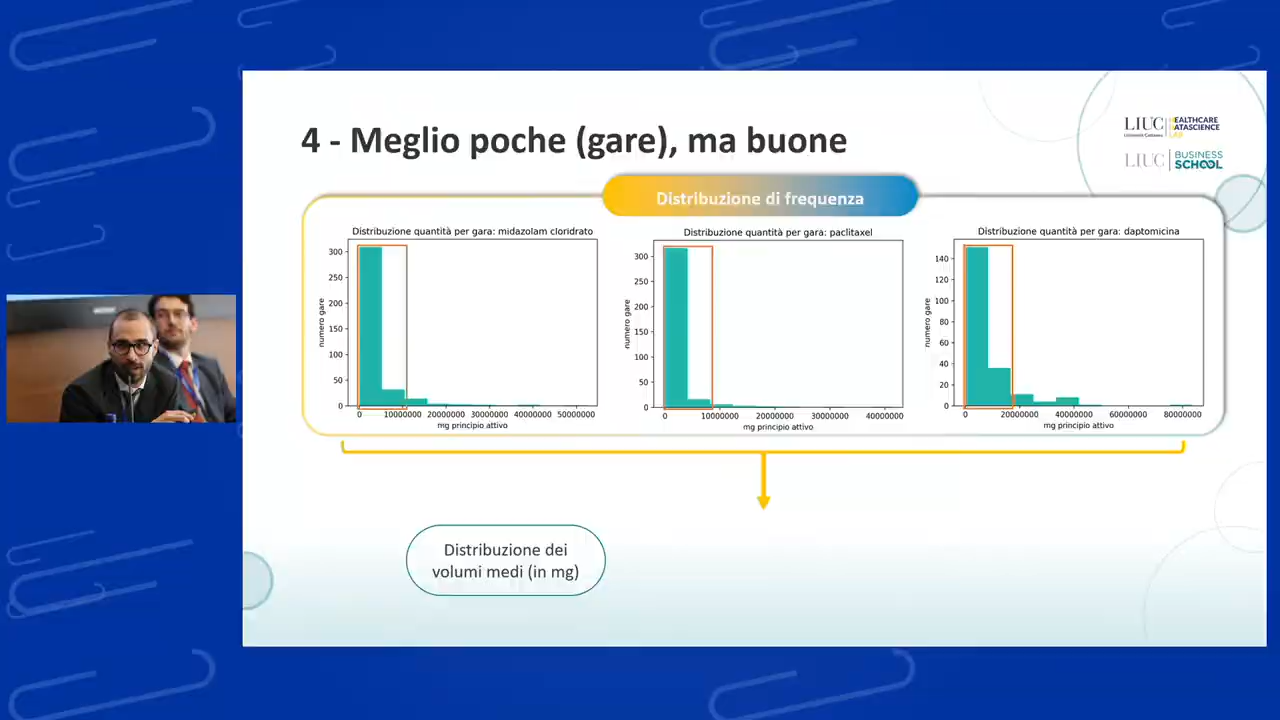 4 - Meglio poche (gare), ma buone
LIUC
Università Cattaneo
HEALTHCARE
DATASCIENCE
LAB
LIUC
BUSINESS
SCHOOL
Distribuzione di frequenza
Distribuzione quantità per gara: midazolam cloridrato
numero gare
300
250
200
150
100
50
0
0 10000000 20000000 30000000 40000000 50000000
mg principio attivo
Distribuzione quantità per gara: paclitaxel
numero gare
300
250
200
150
100
50
0
0 10000000 20000000 30000000 40000000
mg principio attivo
Distribuzione quantità per gara: daptomicina
numero gare
140
120
100
80
60
40
20
0
0 20000000 40000000 60000000 80000000
mg principio attivo
Distribuzione dei
volumi medi (in mg)